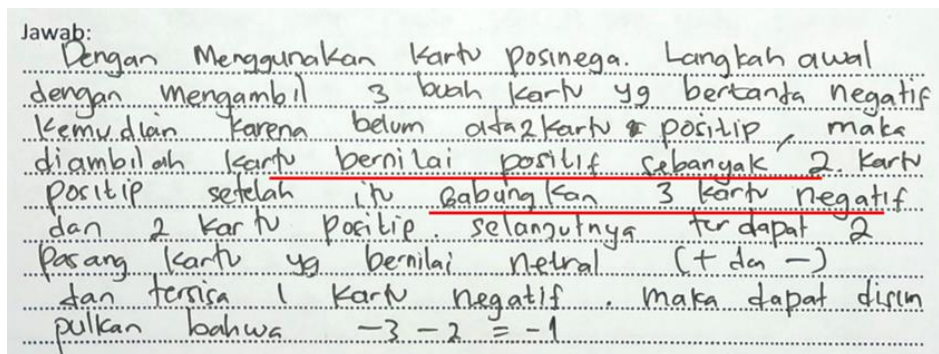 Jawab:
Dengan Menggunakan kartu posinega. Langkah awal
dengan mengambil 3 buah kartu yg bertanta negatif
kemudian karena belum ada 2 kartu positip, maka
diambilah kartu bernilai positif sebanyak 2. kartu
positip setelah itu Gabungkan 3 kartu negatif
dan 2 kartu positip. selanjutnya terdapat 2
Pasang kartu yg bernilai netral (+ dan -)
dan tersisa 1 kartu negatif. maka dapat disim
pulkan bahwa -3 - 2 = -1